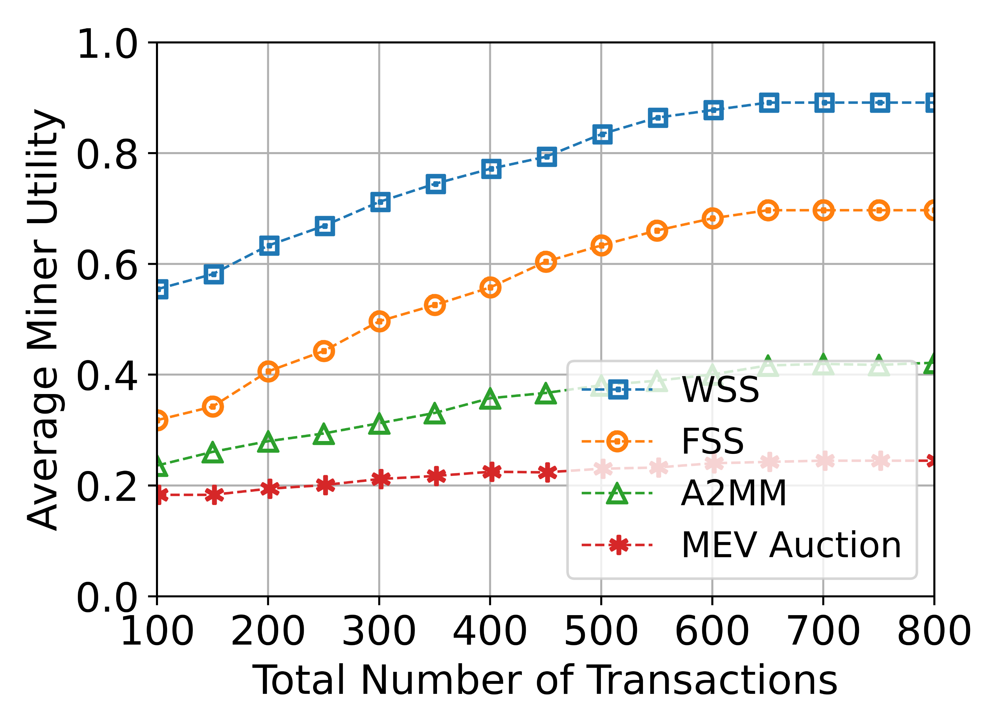 1.0
0.8
0.6
0.4
0.2
0.0
Average Miner Utility
WSS
FSS
A2MM
MEV Auction
100 200 300 400 500 600 700 800
Total Number of Transactions